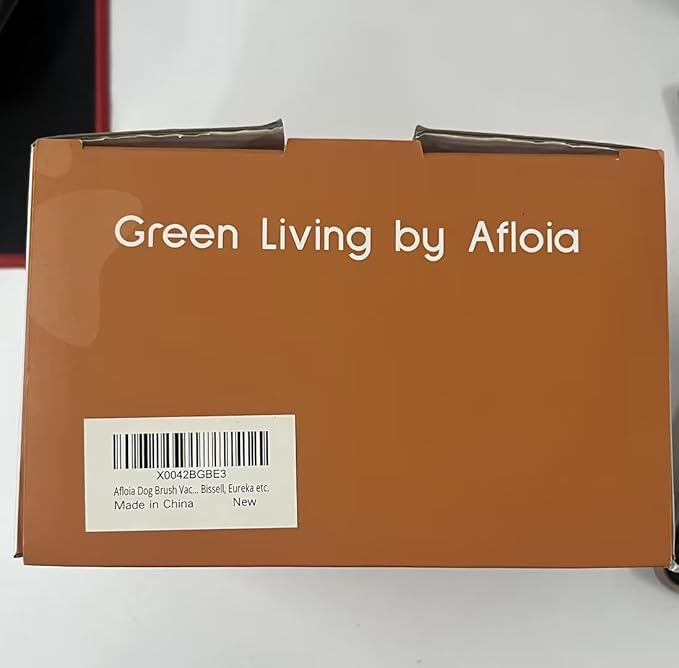 Green Living by Afloia
X0042BGBE3
Afloia Dog Brush Vac... Bissell, Eureka etc.
Made in China New